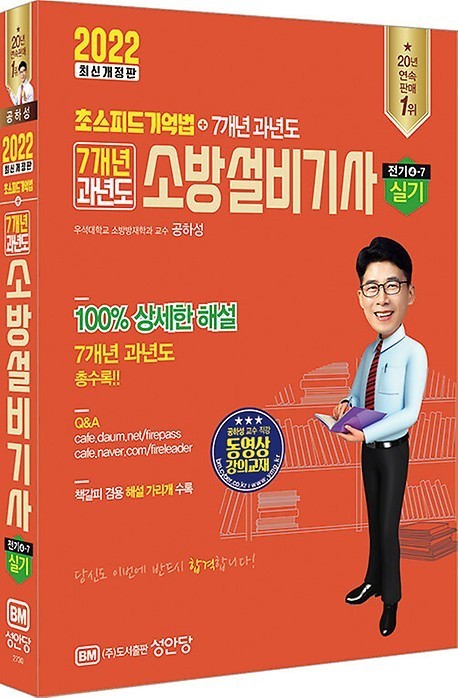 20년
연속판매
1위
공하성
2022
최신개정판
초스피드기억법
+
7개년
과년도
소방설비기사
전기④-7
실기
BM
성안당
2022
최신개정판
★
20년
연속
판매
1위
초스피드기억법+7개년 과년도
7개년
과년도
소방설비기사
전기④-7
실기
우석대학교 소방방재학과 교수 공하성
100% 상세한 해설
7개년 과년도
총수록!!
Q&A
cafe.daum.net/firepass
cafe.naver.com/fireleader
★★★
공하성 교수 직강
동영상
강의교재
책갈피 겸용 해설 가리개 수록
당신도 이번에 반드시 합격합니다!
BM (주)도서출판 성안당